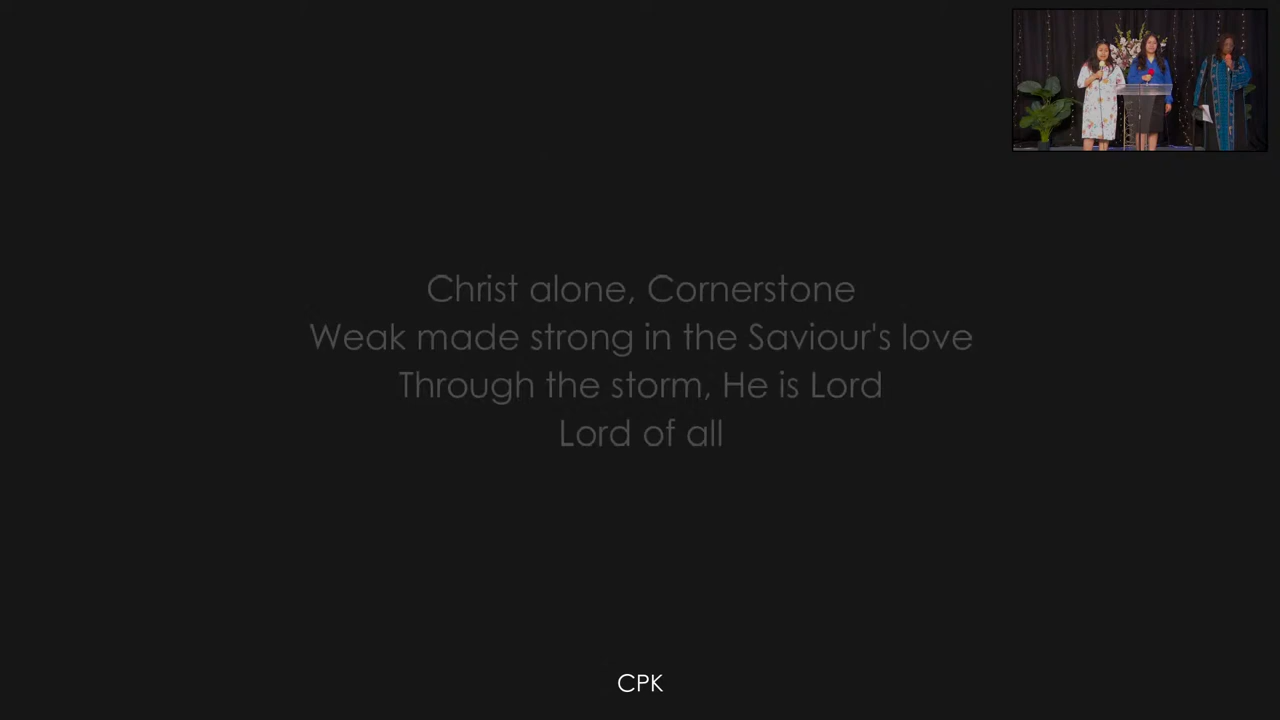 Christ alone, Cornerstone
Weak made strong in the Saviour's love
Through the storm, He is Lord
Lord of all
CPK